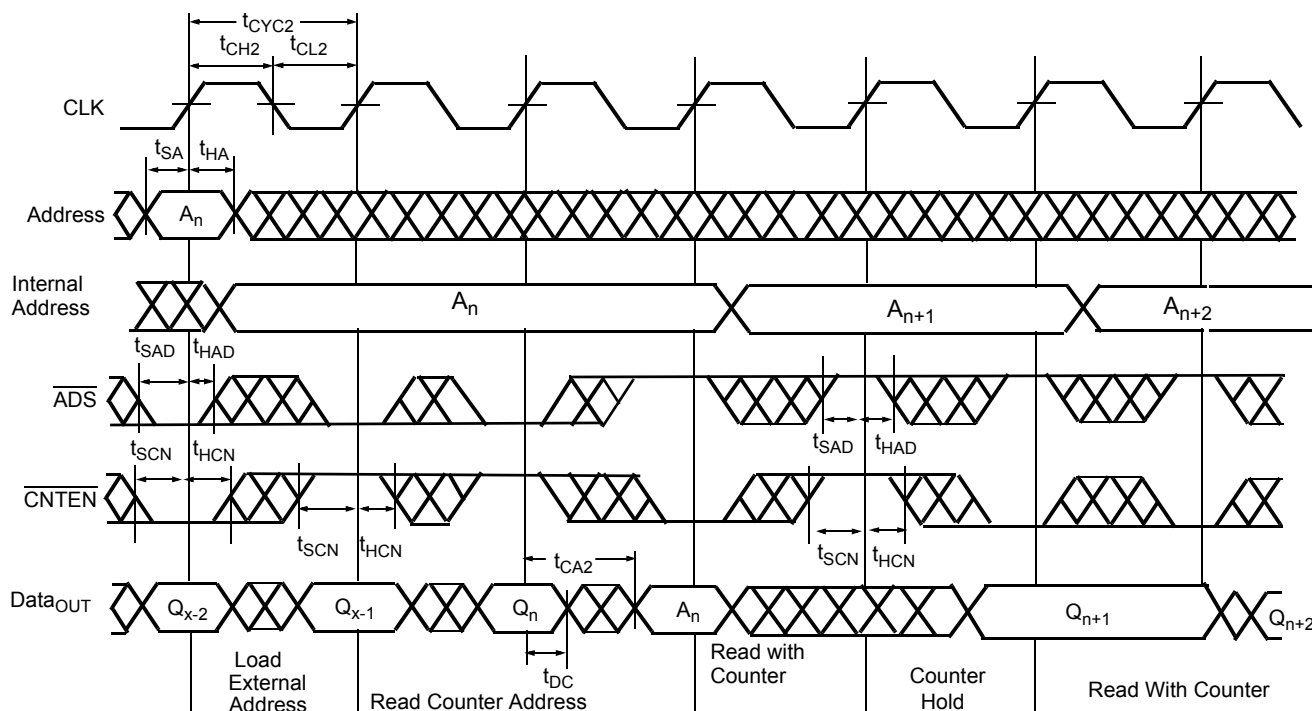 tCYC2
tCH2 tCL2
CLK
tSA tHA
Address An
Internal
Address
An An+1 An+2
tSAD tHAD
ADS
tSAD tHAD
tSCN tHCN
CNTEN
tSCN tHCN tSCN tHCN
tCA2
DataOUT Qx-2 Qx-1 Qn An Qn+1 Qn+2
tDC
Load
External
Address
Read Counter Address
Read with
Counter
Counter
Hold
Read With Counter